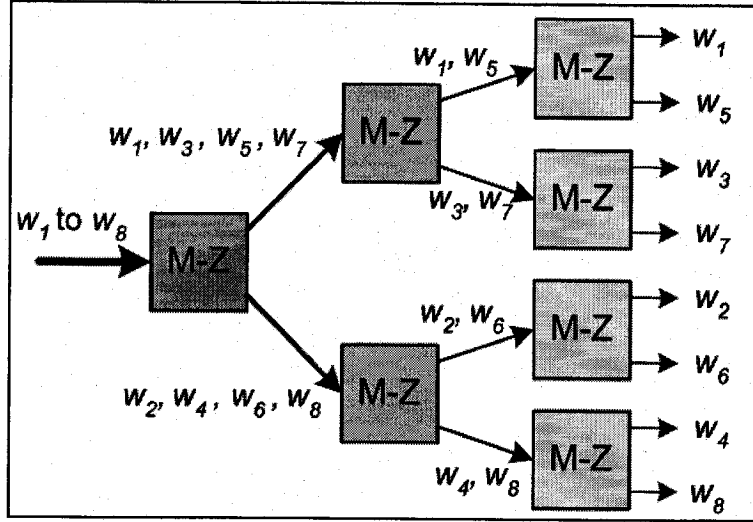 w1 to w8
M-Z
w1, w3, w5, w7
w2, w4, w6, w8
M-Z
w1, w5
w3, w7
M-Z
w2, w6
w4, w8
M-Z
w1
w5
M-Z
w3
w7
M-Z
w2
w6
M-Z
w4
w8